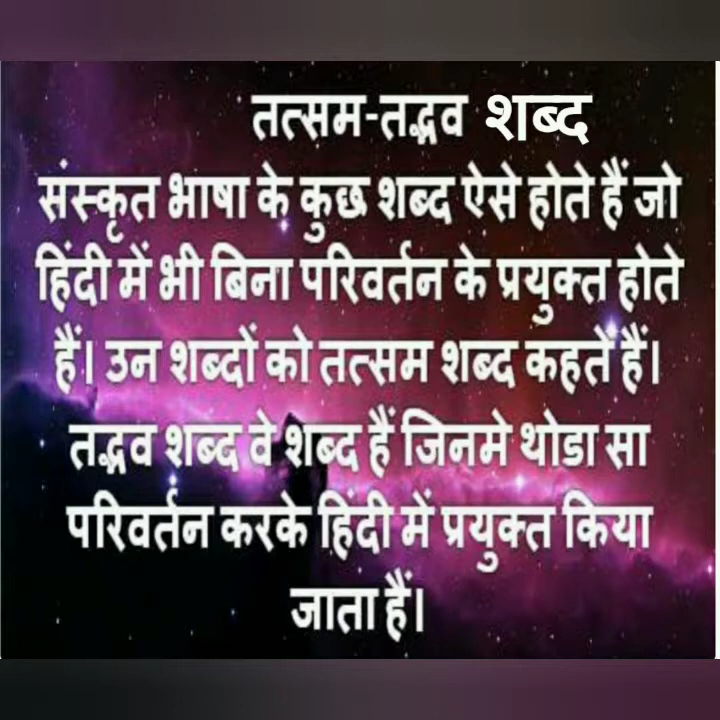 तत्सम-तद्भव शब्द
संस्कृत भाषा के कुछ शब्द ऐसे होते हैं जो
हिंदी में भी बिना परिवर्तन के प्रयुक्त होते
हैं। उन शब्दों को तत्सम शब्द कहतें हैं।
तद्भव शब्द वे शब्द हैं जिनमे थोडा सा
परिवर्तन करके हिंदी में प्रयुक्त किया
जाता हैं।